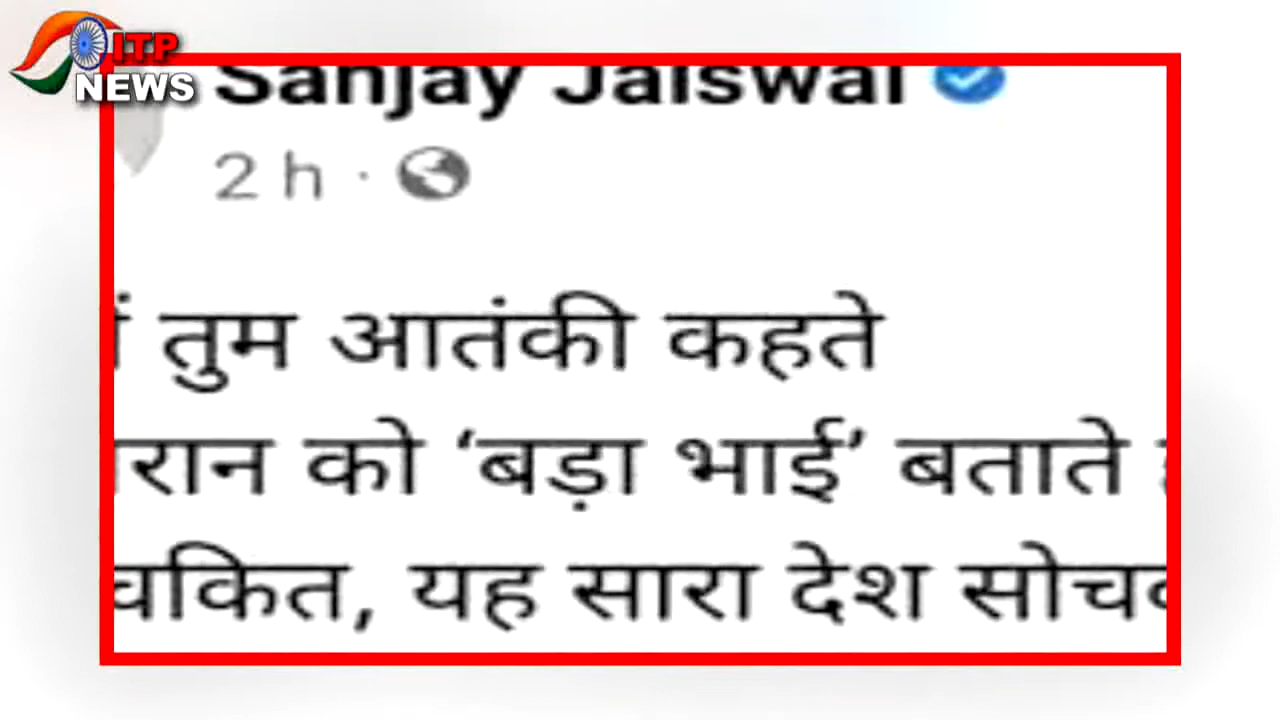 ITP
NEWS
Sanjay Jaiswal
2 h ·
तुम आतंकी कहते
को ‘बड़ा भाई’ बताते
यह सारा देश